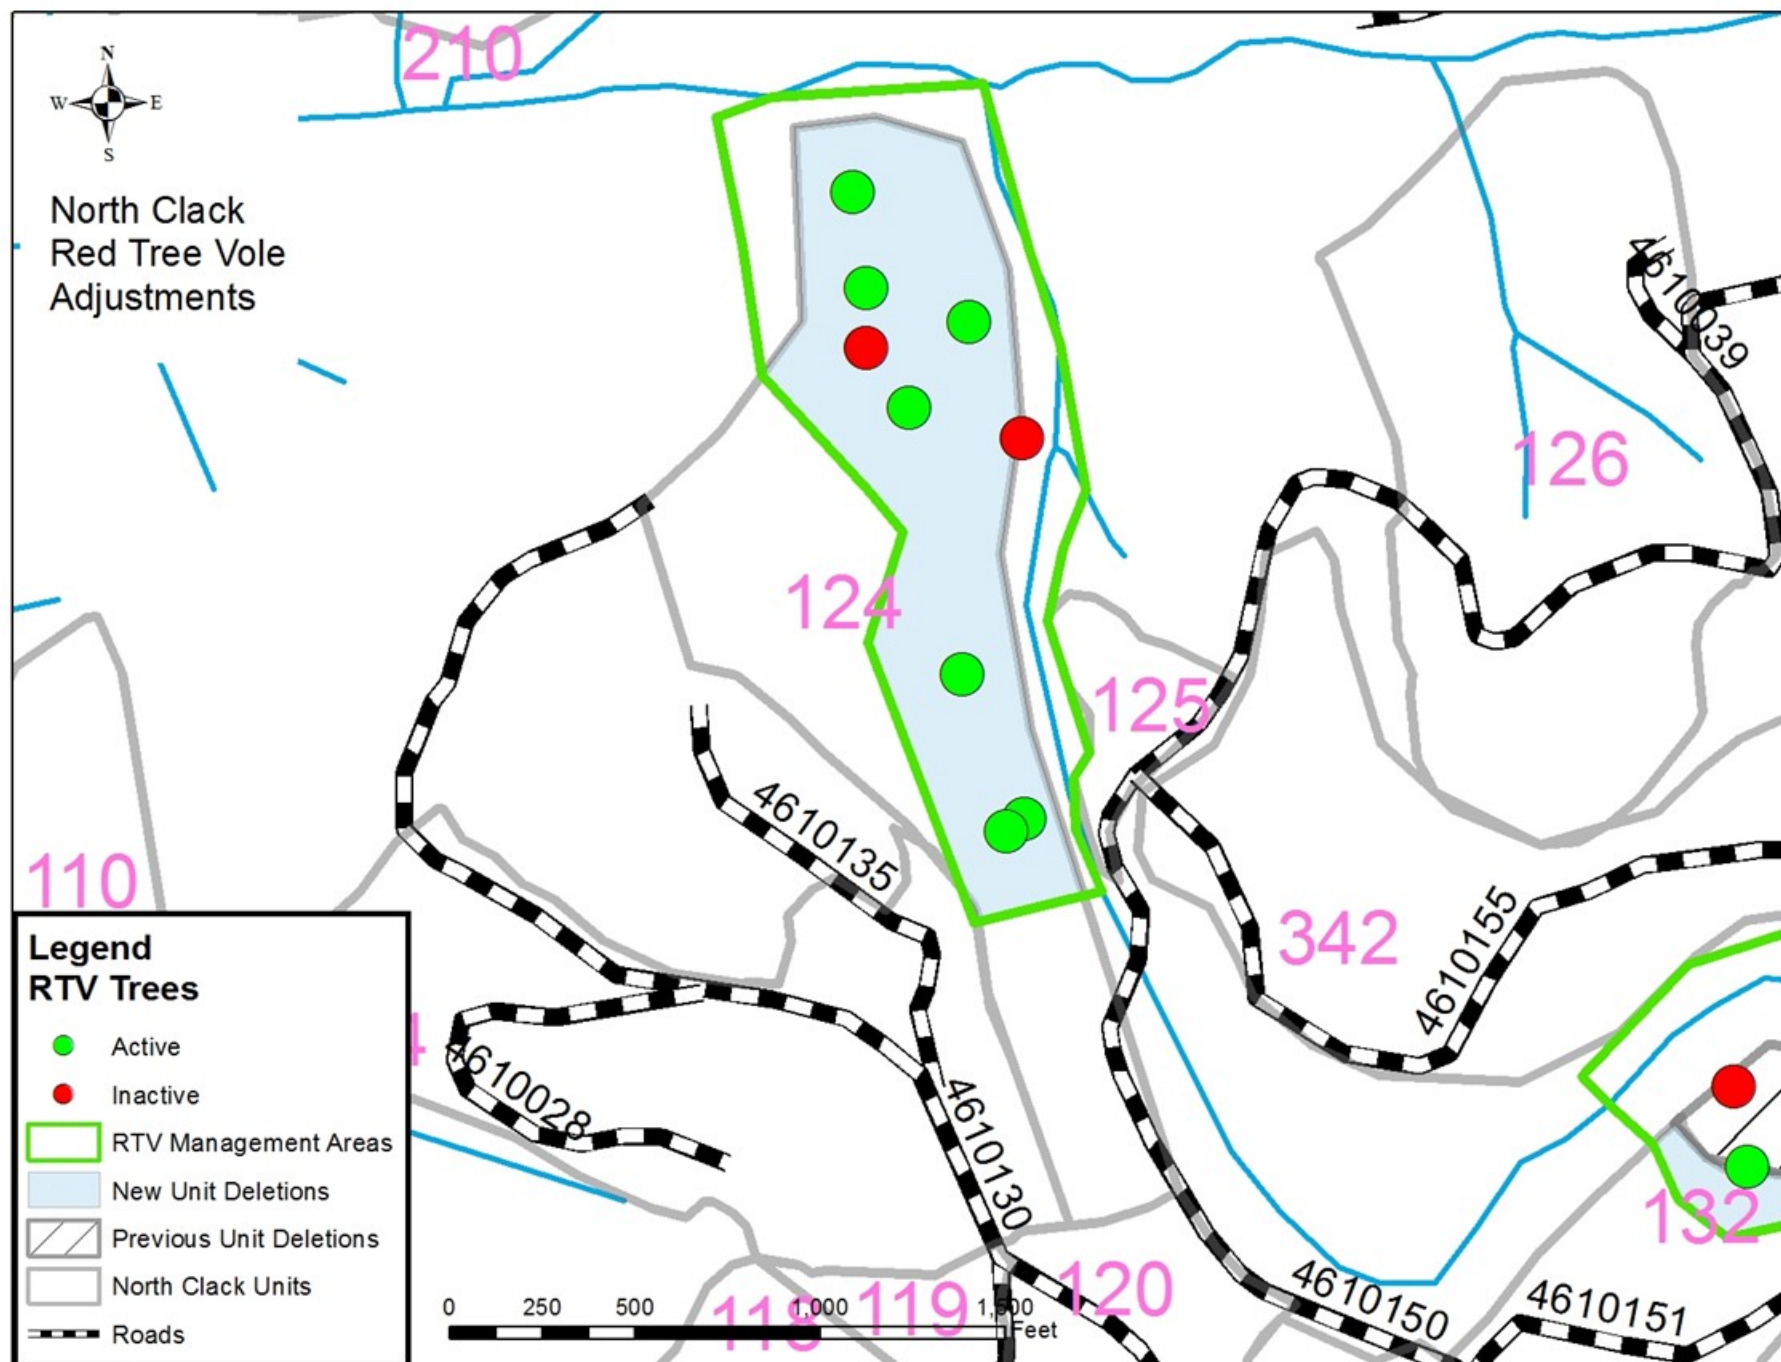 210
N
W E
S
North Clack
Red Tree Vole
Adjustments
4610039
126
124
125
4610135
110
342
4610155
Legend
RTV Trees
Active
Inactive
RTV Management Areas
New Unit Deletions
Previous Unit Deletions
North Clack Units
Roads
4
4610028
4610130
132
118
119
120
4610150
4610151
0 250 500 1,000 1,500
Feet